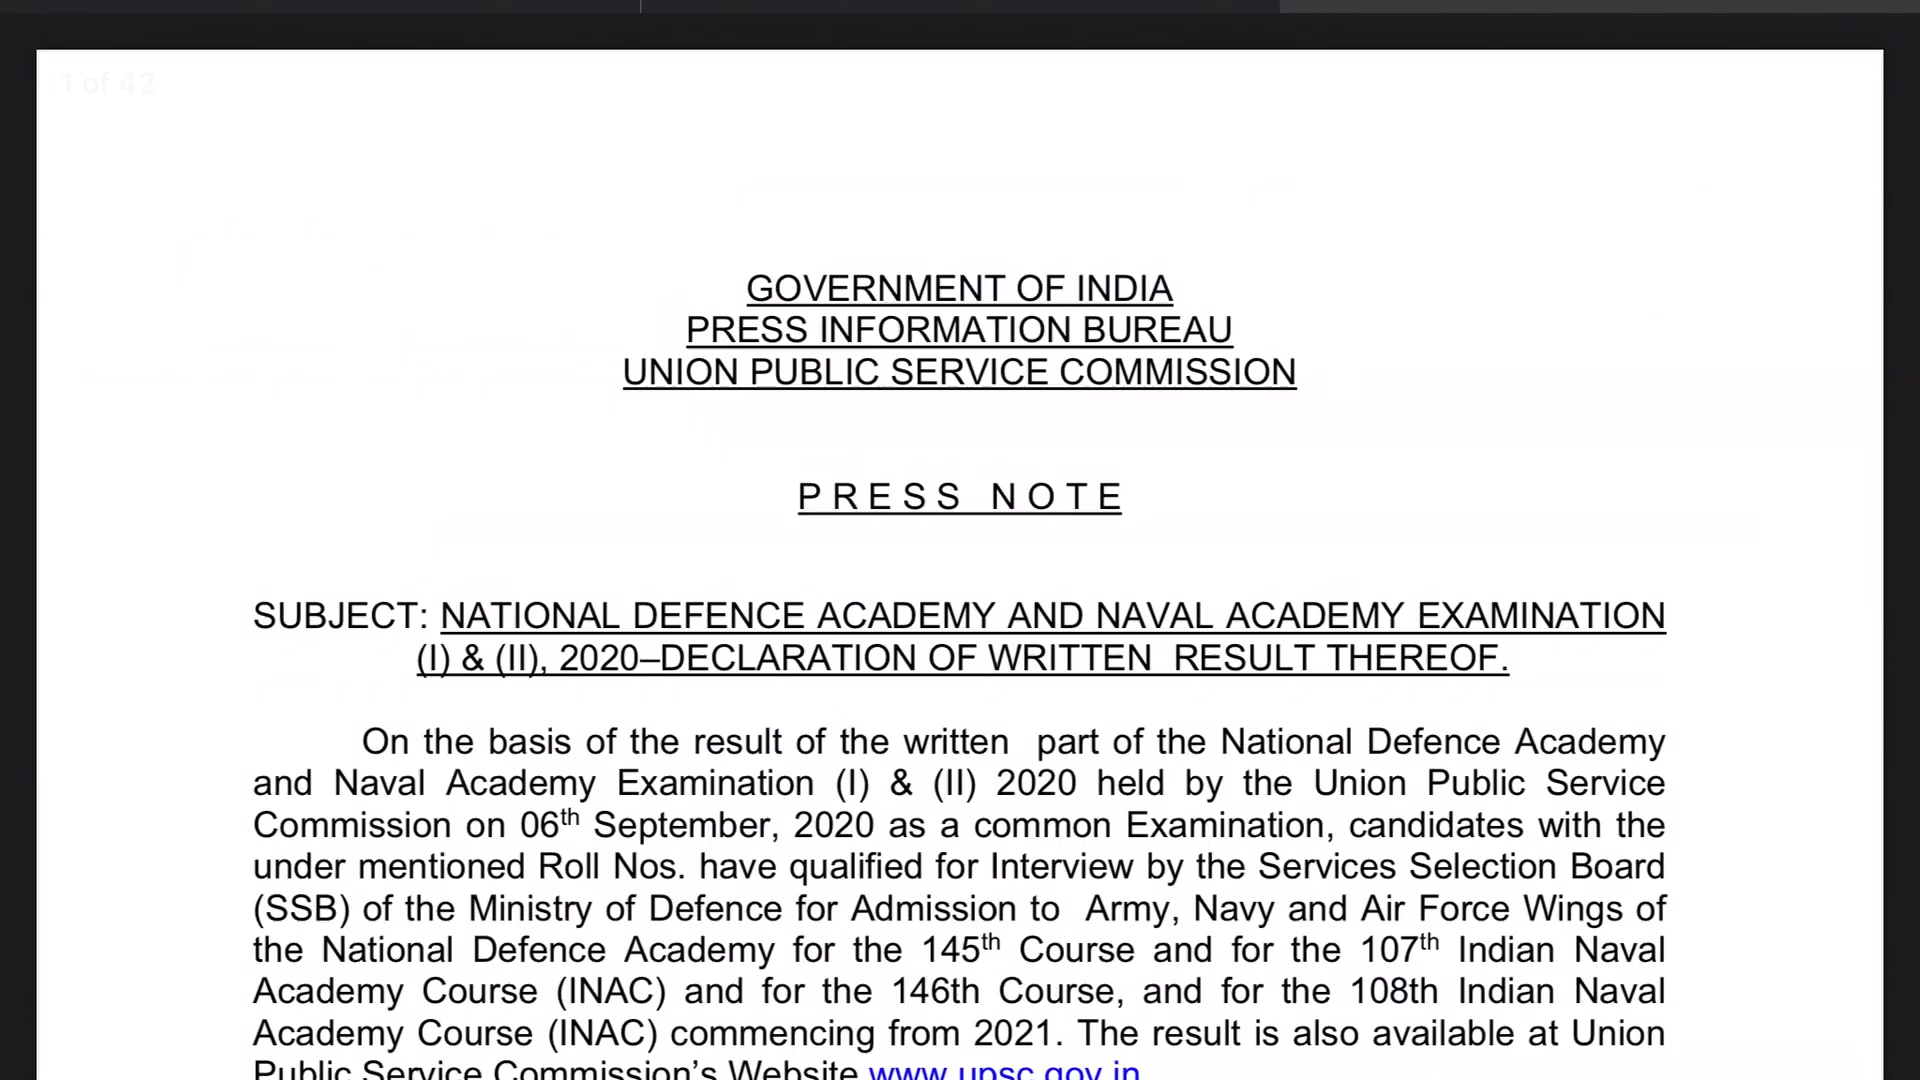 1 of 42
GOVERNMENT OF INDIA
PRESS INFORMATION BUREAU
UNION PUBLIC SERVICE COMMISSION
P R E S S N O T E
SUBJECT: NATIONAL DEFENCE ACADEMY AND NAVAL ACADEMY EXAMINATION
(I) & (II), 2020–DECLARATION OF WRITTEN RESULT THEREOF.
On the basis of the result of the written part of the National Defence Academy
and Naval Academy Examination (I) & (II) 2020 held by the Union Public Service
Commission on 06th September, 2020 as a common Examination, candidates with the
under mentioned Roll Nos. have qualified for Interview by the Services Selection Board
(SSB) of the Ministry of Defence for Admission to Army, Navy and Air Force Wings of
the National Defence Academy for the 145th Course and for the 107th Indian Naval
Academy Course (INAC) and for the 146th Course, and for the 108th Indian Naval
Academy Course (INAC) commencing from 2021. The result is also available at Union
Public Service Commission’s Website www.upsc.gov.in